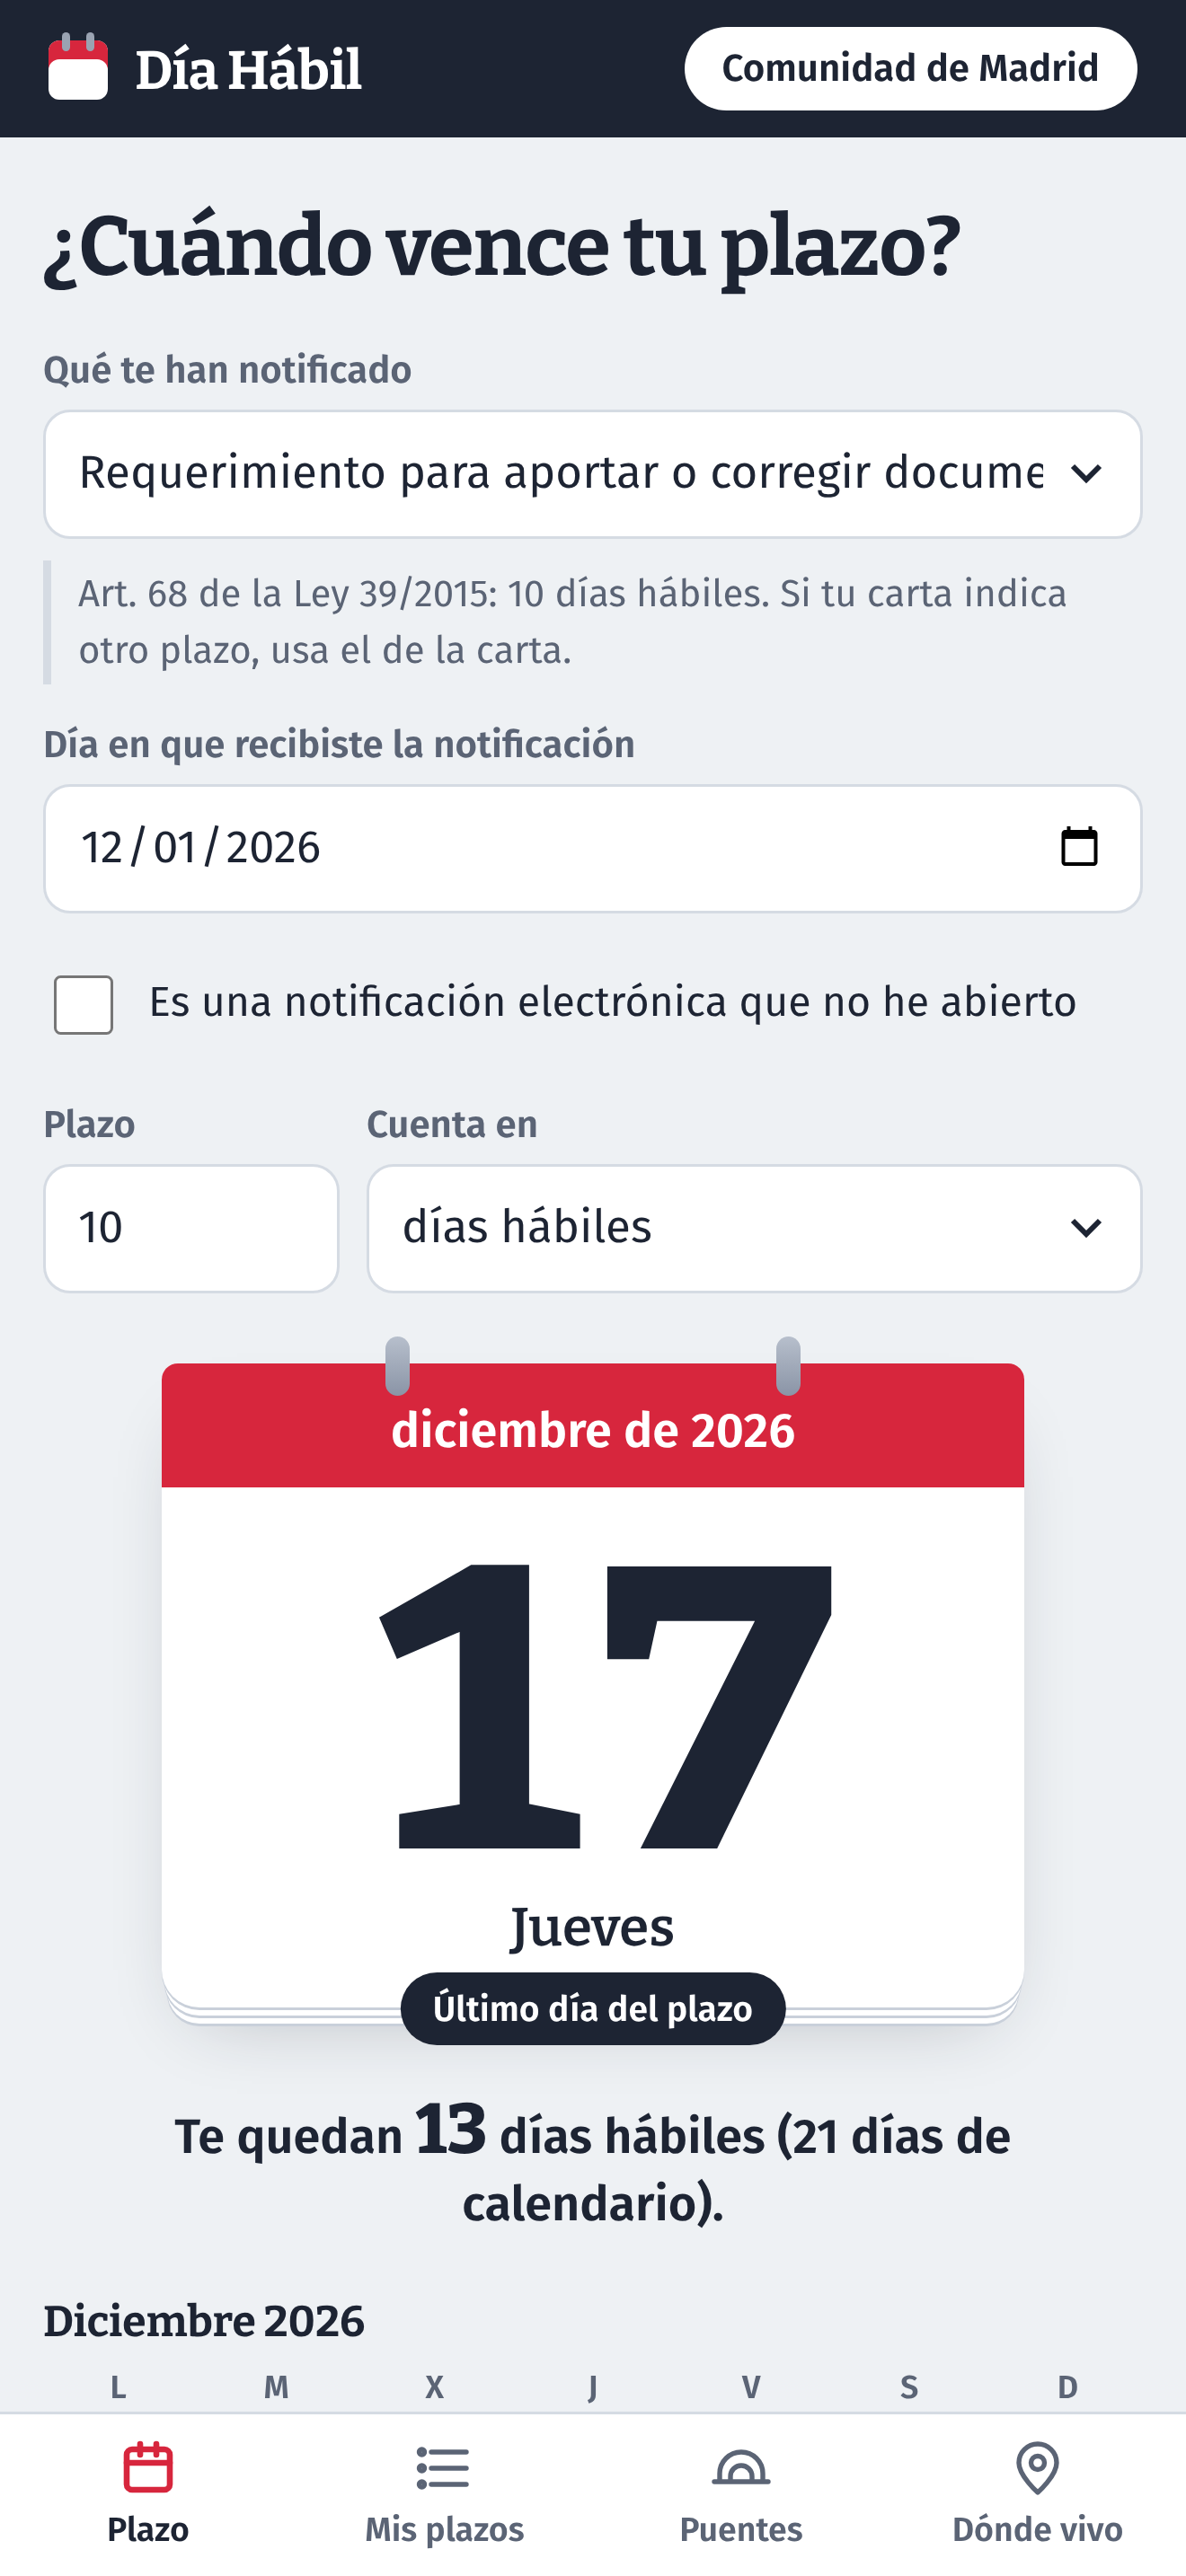 Día Hábil
Comunidad de Madrid
¿Cuándo vence tu plazo?
Qué te han notificado
Requerimiento para aportar o corregir docume
Art. 68 de la Ley 39/2015: 10 días hábiles. Si tu carta indica
otro plazo, usa el de la carta.
Día en que recibiste la notificación
12/01/2026
Es una notificación electrónica que no he abierto
Plazo
Cuenta en
10
días hábiles
diciembre de 2026
17
Jueves
Último día del plazo
Te quedan 13 días hábiles (21 días de
calendario).
Diciembre 2026
L M X J V S D
Plazo
Mis plazos
Puentes
Dónde vivo